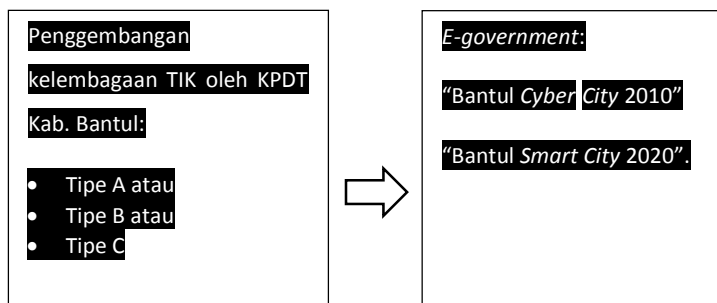 Penggembangan
kelembagaan TIK oleh KPDT
Kab. Bantul:
• Tipe A atau
• Tipe B atau
• Tipe C
E-government:
“Bantul Cyber City 2010”
“Bantul Smart City 2020”.